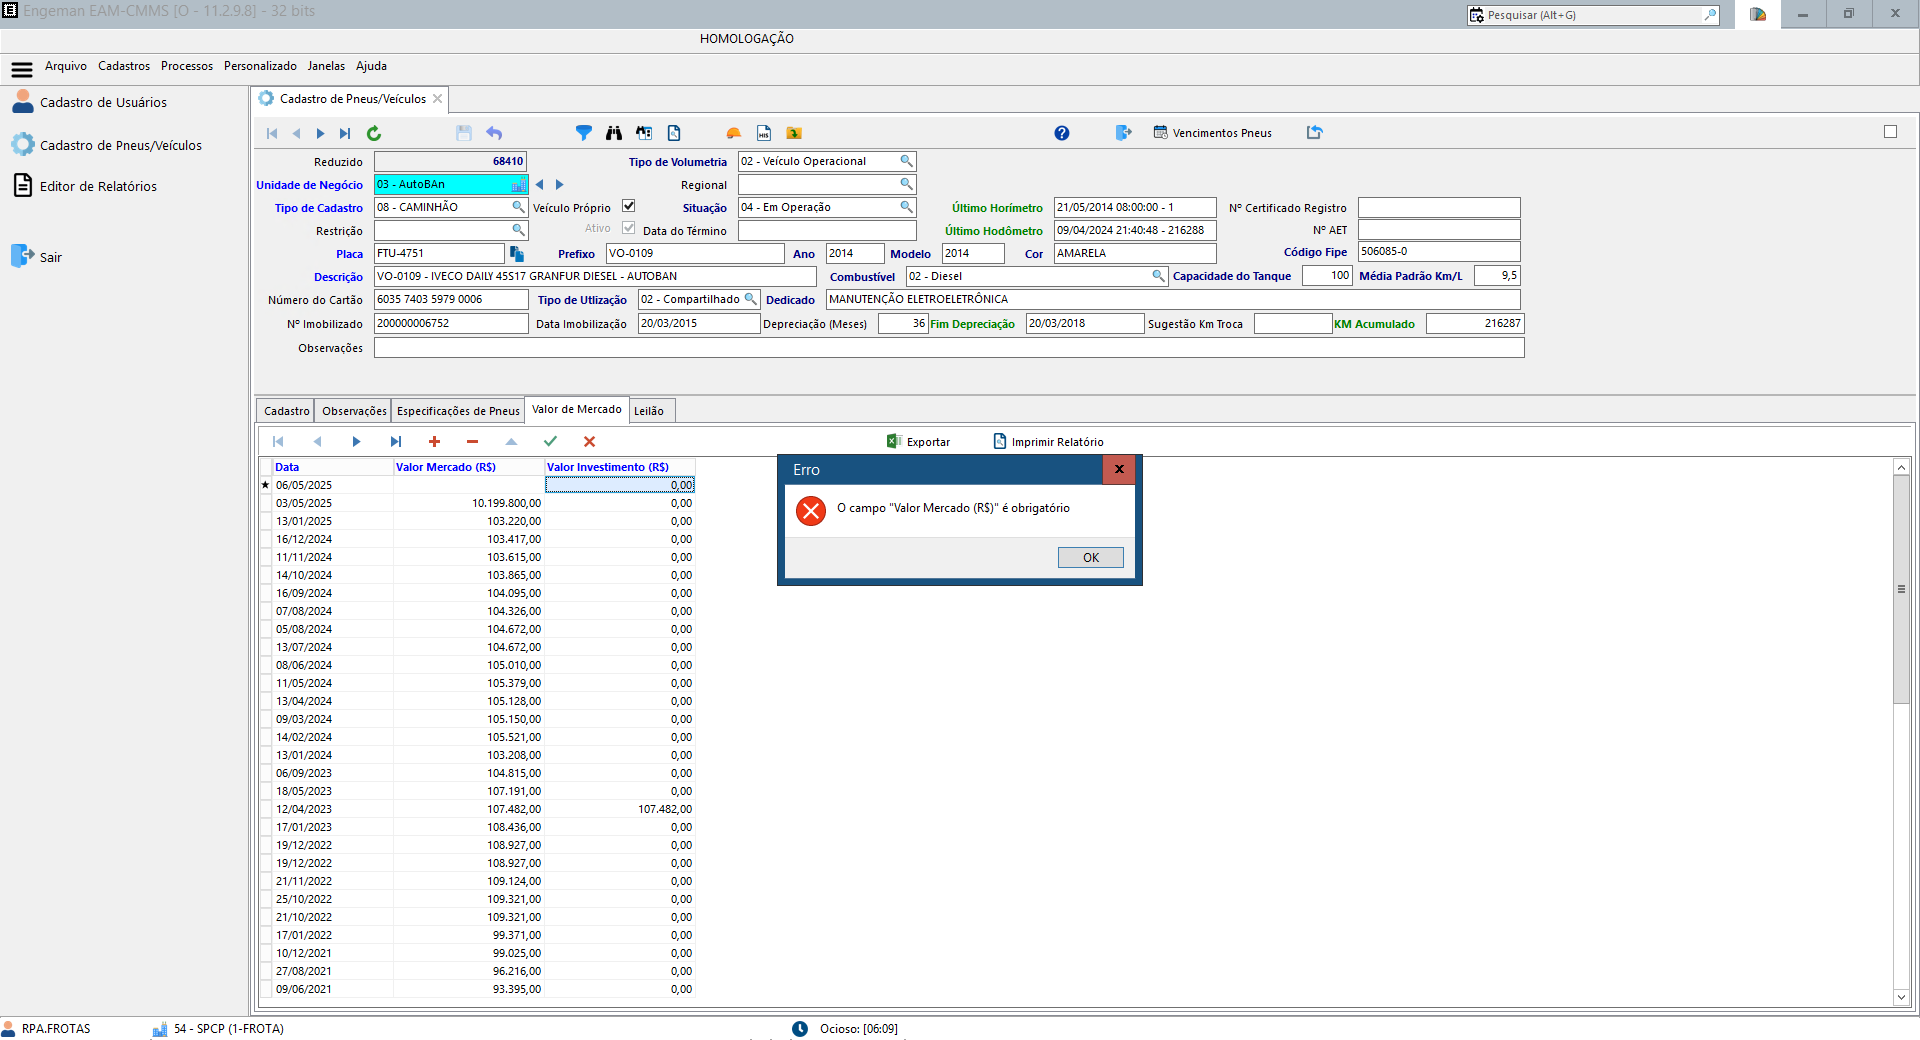 Engeman EAM-CMMS [O - 11.2.9.8] - 32 bits
Pesquisar (Alt+G)
HOMOLOGAÇÃO
Arquivo Cadastros Processos Personalizado Janelas Ajuda
Cadastro de Usuários
Cadastro de Pneus/Veículos
Editor de Relatórios
Sair
Cadastro de Pneus/Veículos
HIS
Vencimentos Pneus
Reduzido 68410 Tipo de Volumetria 02 - Veículo Operacional
Unidade de Negócio 03 - AutoBAn Regional
Tipo de Cadastro 08 - CAMINHÃO Veículo Próprio Situação 04 - Em Operação Último Horímetro 21/05/2014 08:00:00 - 1 Nº Certificado Registro
Restrição Ativo Data do Término Último Hodômetro 09/04/2024 21:40:48 - 216288 Nº AET
Placa FTU-4751 Prefixo VO-0109 Ano 2014 Modelo 2014 Cor AMARELA Código Fipe 506085-0
Descrição VO-0109 - IVECO DAILY 45S17 GRANFUR DIESEL - AUTOBAN Combustível 02 - Diesel Capacidade do Tanque 100 Média Padrão Km/L 9,5
Número do Cartão 6035 7403 5979 0006 Tipo de Utlização 02 - Compartilhado Dedicado MANUTENÇÃO ELETROELETRÔNICA
Nº Imobilizado 200000006752 Data Imobilização 20/03/2015 Depreciação (Meses) 36 Fim Depreciação 20/03/2018 Sugestão Km Troca KM Acumulado 216287
Observações
Cadastro Observações Especificações de Pneus Valor de Mercado Leilão
Exportar Imprimir Relatório
Data Valor Mercado (R$) Valor Investimento (R$)
06/05/2025 0,00
03/05/2025 10.199.800,00 0,00
13/01/2025 103.220,00 0,00
16/12/2024 103.417,00 0,00
11/11/2024 103.615,00 0,00
14/10/2024 103.865,00 0,00
16/09/2024 104.095,00 0,00
07/08/2024 104.326,00 0,00
05/08/2024 104.672,00 0,00
13/07/2024 104.672,00 0,00
08/06/2024 105.010,00 0,00
11/05/2024 105.379,00 0,00
13/04/2024 105.128,00 0,00
09/03/2024 105.150,00 0,00
14/02/2024 105.521,00 0,00
13/01/2024 103.208,00 0,00
06/09/2023 104.815,00 0,00
18/05/2023 107.191,00 0,00
12/04/2023 107.482,00 107.482,00
17/01/2023 108.436,00 0,00
19/12/2022 108.927,00 0,00
19/12/2022 108.927,00 0,00
21/11/2022 109.124,00 0,00
25/10/2022 109.321,00 0,00
21/10/2022 109.321,00 0,00
17/01/2022 99.371,00 0,00
10/12/2021 99.025,00 0,00
27/08/2021 96.216,00 0,00
09/06/2021 93.395,00 0,00
Erro
O campo "Valor Mercado (R$)" é obrigatório
OK
RPA.FROTAS 54 - SPCP (1-FROTA) Ocioso: [06:09]